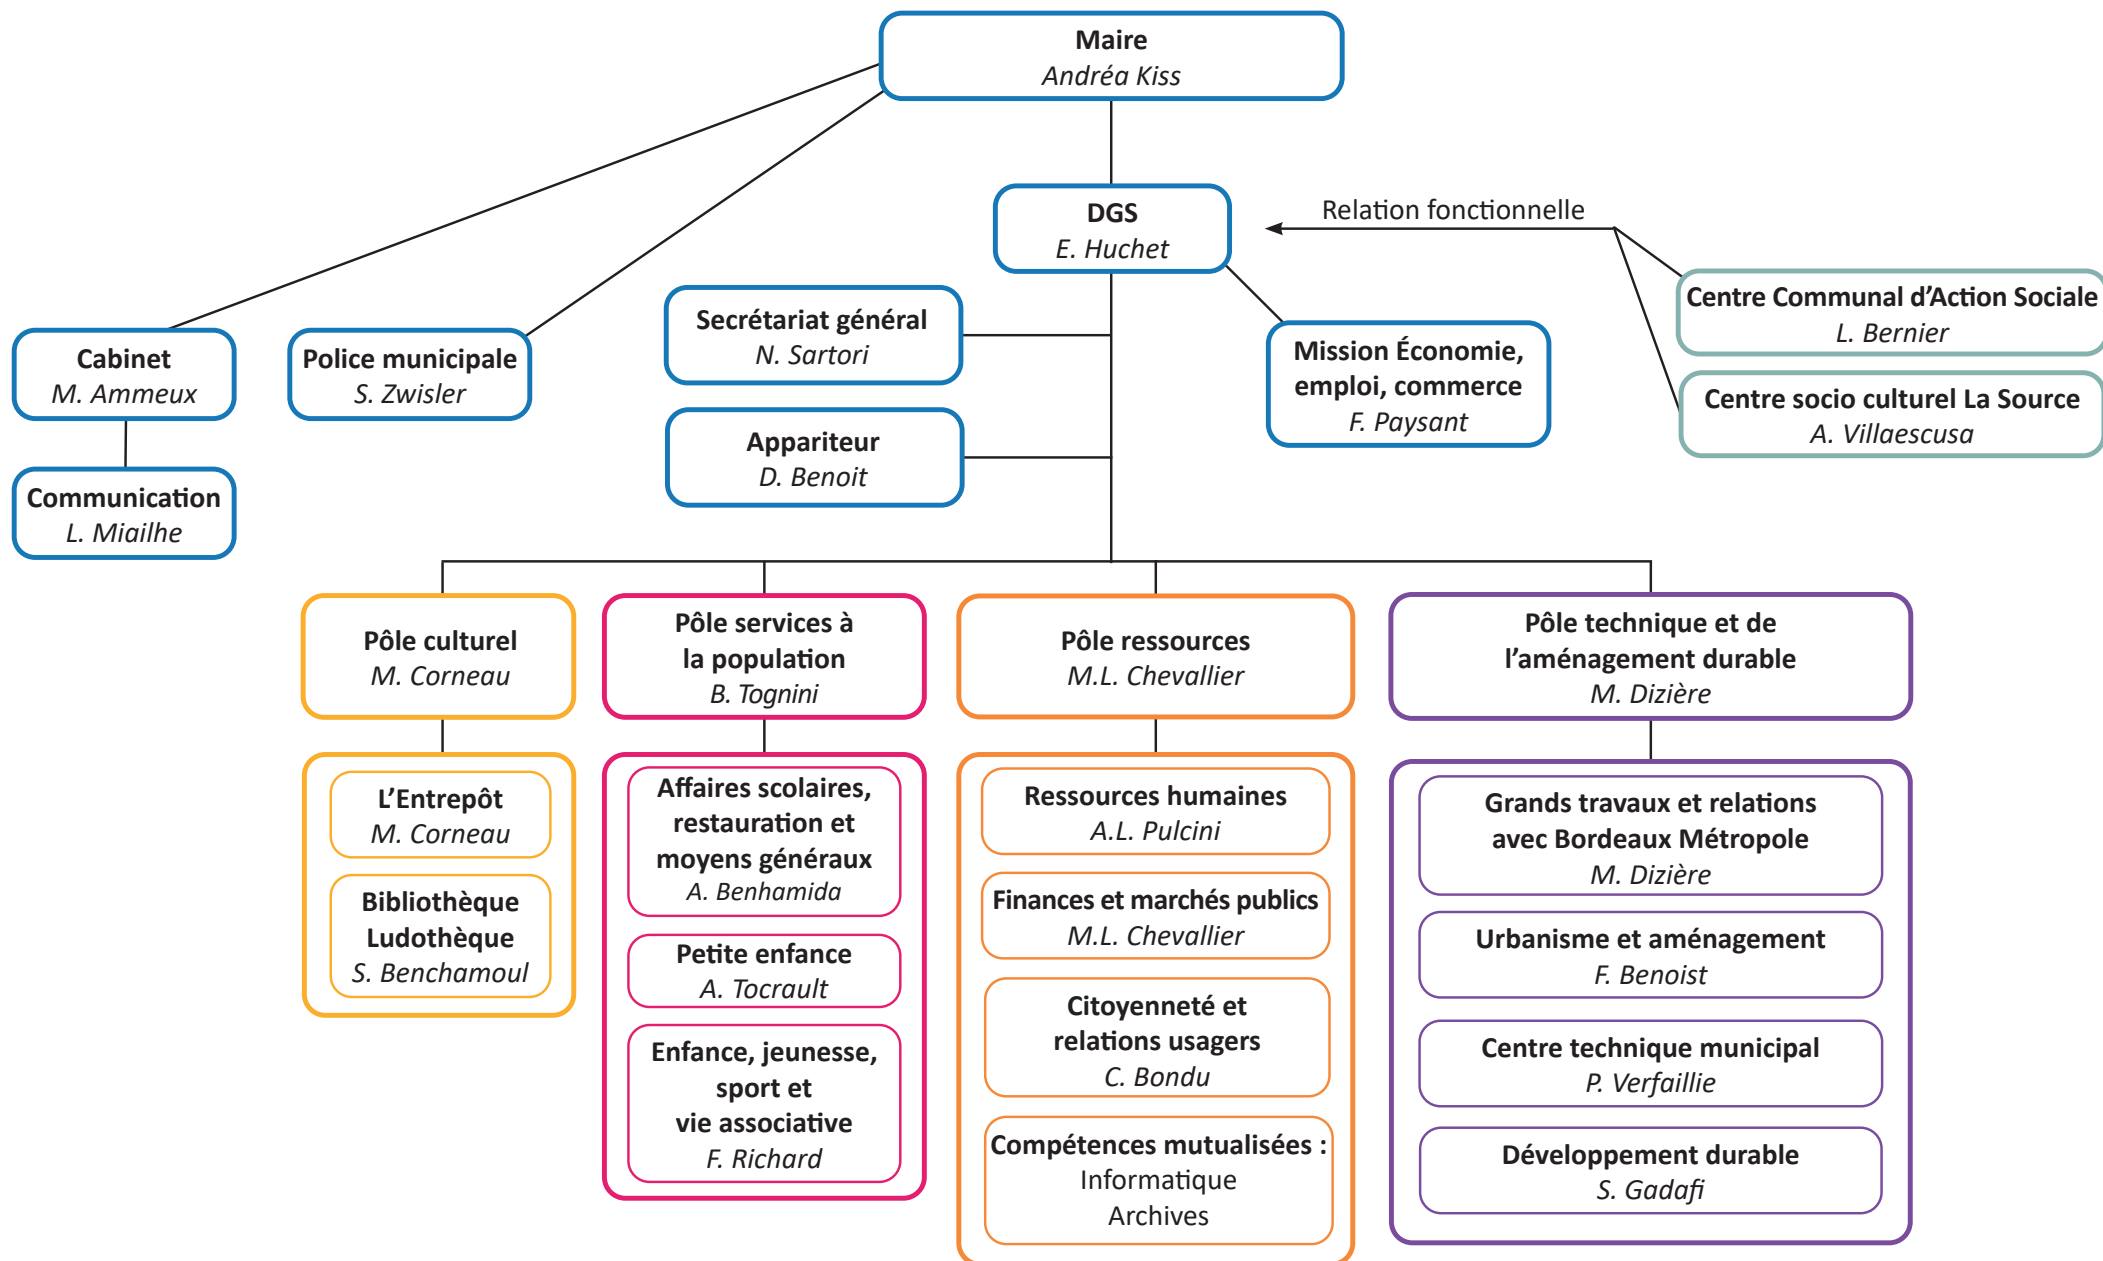 Maire
Andréa Kiss
DGS
E. Huchet
Relation fonctionnelle
Centre Communal d’Action Sociale
L. Bernier
Centre socio culturel La Source
A. Villaescusa
Secrétariat général
N. Sartori
Mission Économie,
emploi, commerce
F. Paysant
Cabinet
M. Ammeux
Police municipale
S. Zwisler
Appariteur
D. Benoit
Communication
L. Miailhe
Pôle culturel
M. Corneau
Pôle services à
la population
B. Tognini
Pôle ressources
M.L. Chevallier
Pôle technique et de
l’aménagement durable
M. Dizière
L’Entrepôt
M. Corneau
Bibliothèque
Ludothèque
S. Benchamoul
Affaires scolaires,
restauration et
moyens généraux
A. Benhamida
Petite enfance
A. Tocrault
Enfance, jeunesse,
sport et
vie associative
F. Richard
Ressources humaines
A.L. Pulcini
Finances et marchés publics
M.L. Chevallier
Citoyenneté et
relations usagers
C. Bondu
Compétences mutualisées :
Informatique
Archives
Grands travaux et relations
avec Bordeaux Métropole
M. Dizière
Urbanisme et aménagement
F. Benoist
Centre technique municipal
P. Verfaillie
Développement durable
S. Gadafi